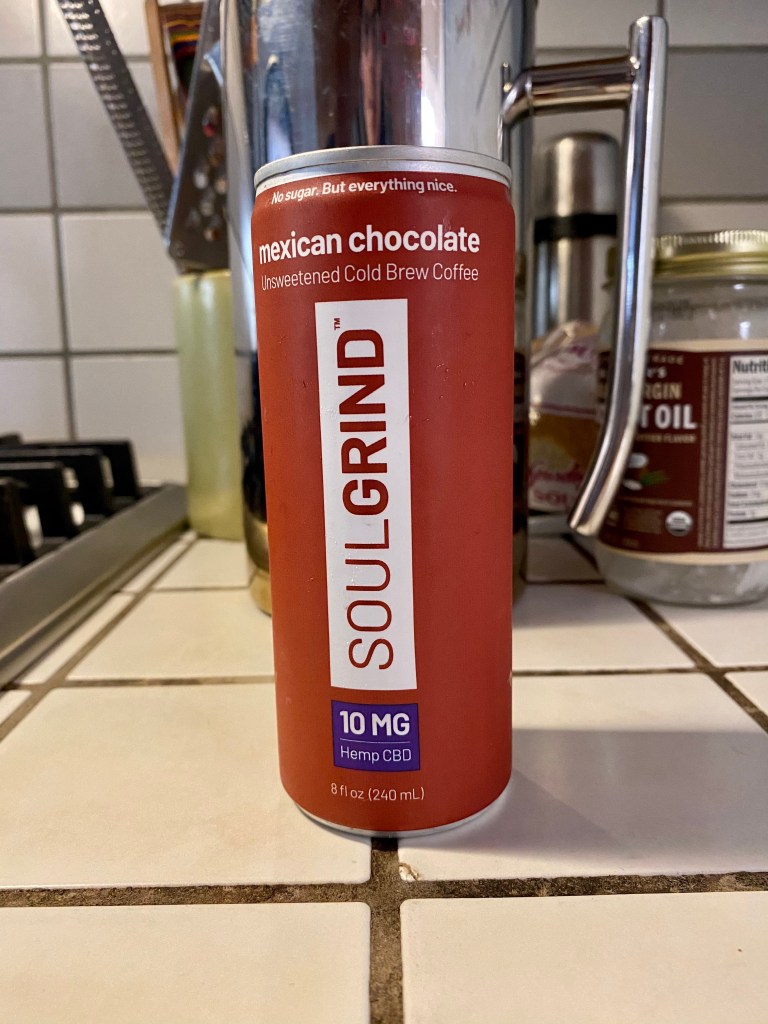 No sugar. But everything nice.
mexican chocolate
Unsweetened Cold Brew Coffee
SOULGRIND™
10 MG
Hemp CBD
8 fl oz (240 mL)
OIL
Nutriti